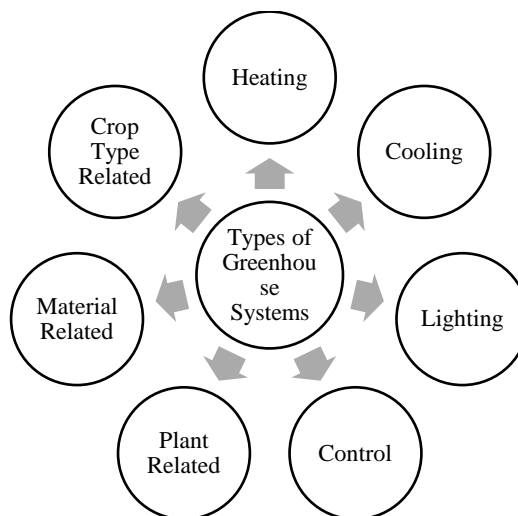 Heating
Cooling
Lighting
Control
Plant
Related
Material
Related
Crop
Type
Related
Types of
Greenhou
se
Systems